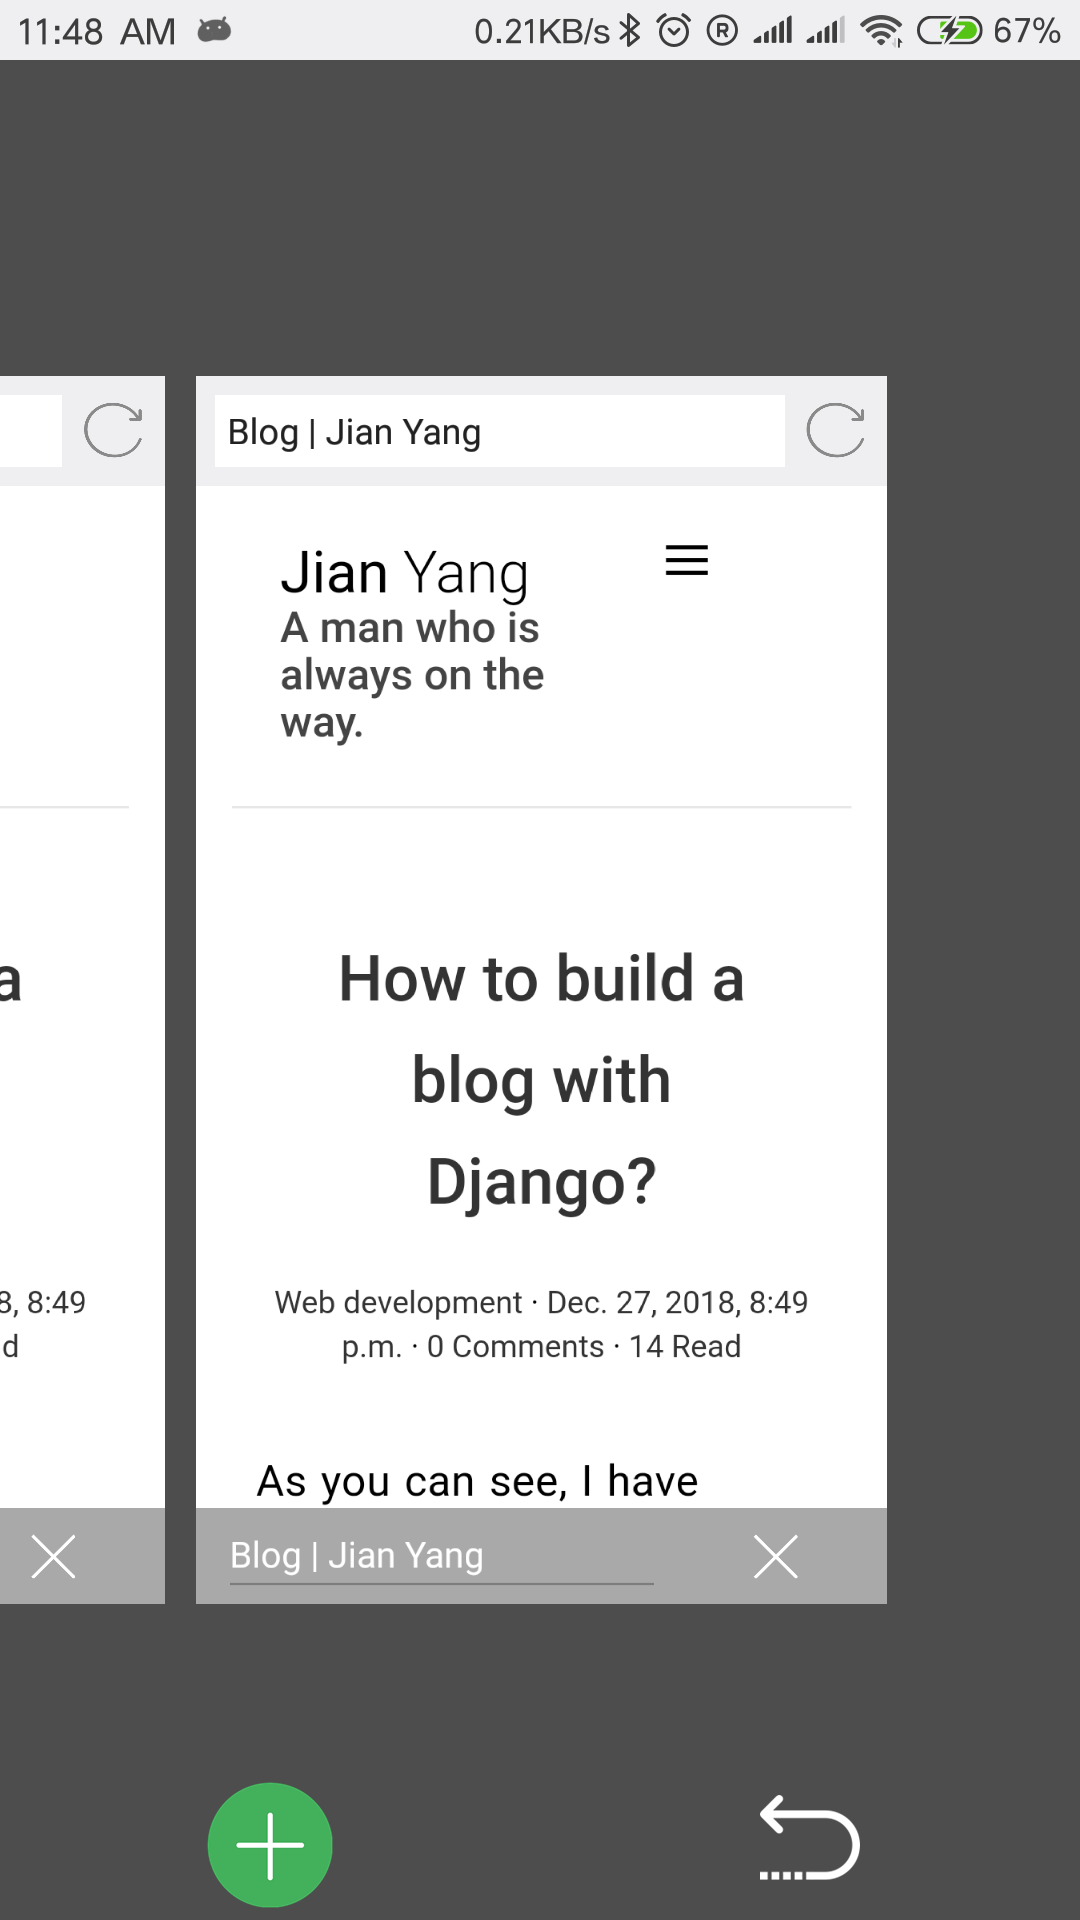 11:48 AM 0.21KB/s 67%
Blog | Jian Yang
Jian Yang
A man who is
always on the
way.
a How to build a
blog with
Django?
8, 8:49 Web development · Dec. 27, 2018, 8:49
d p.m. · 0 Comments · 14 Read
As you can see, I have
Blog | Jian Yang